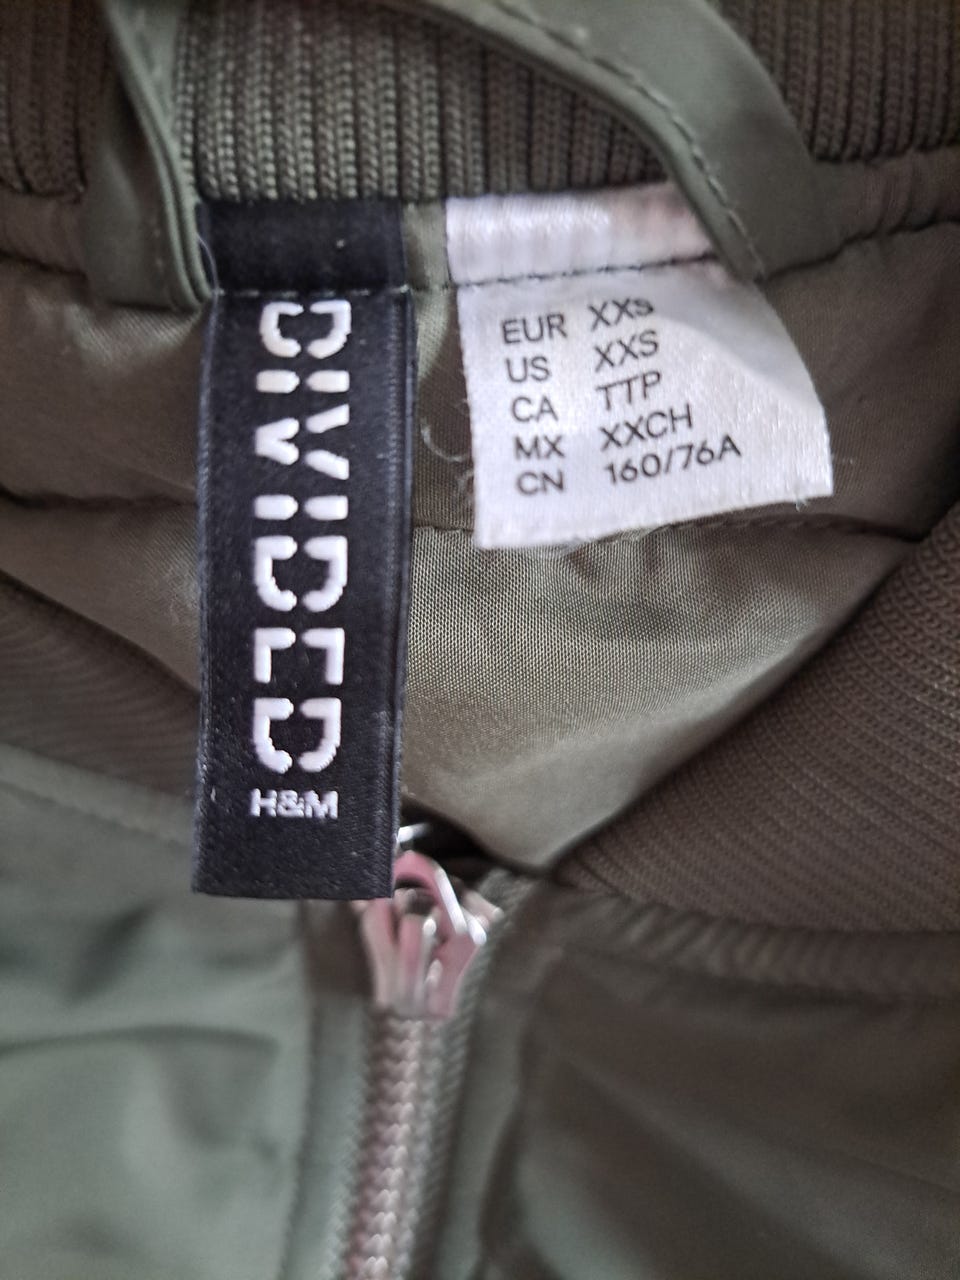 DIVIDED
H&M
EUR XXS
US XXS
CA TTP
MX XXCH
CN 160/76A